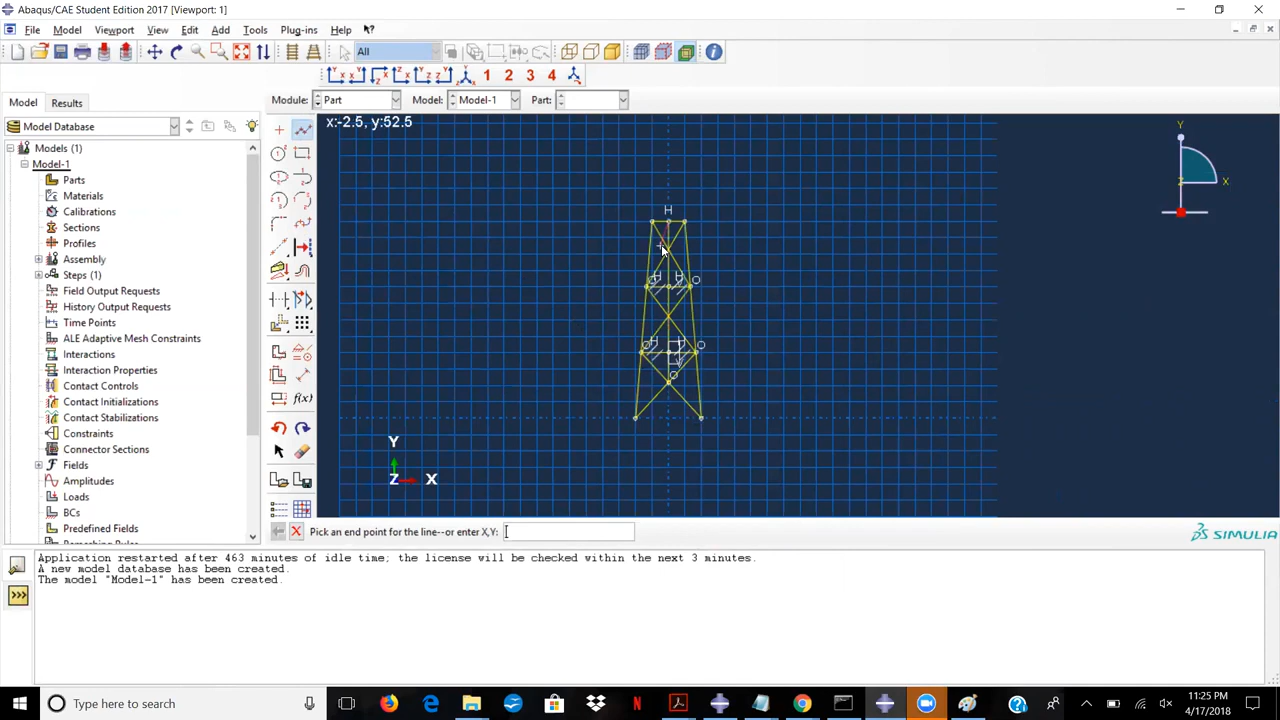 Abaqus/CAE Student Edition 2017 [Viewport: 1]
File Model Viewport View Edit Add Tools Plug-ins Help
All
1 2 3 4
Model Results Module: Part Model: Model-1 Part:
Model Database
x:-2.5, y:52.5
Models (1)
Model-1
Parts
Materials
Calibrations
Sections
Profiles
Assembly
Steps (1)
Field Output Requests
History Output Requests
Time Points
ALE Adaptive Mesh Constraints
Interactions
Interaction Properties
Contact Controls
Contact Initializations
Contact Stabilizations
Constraints
Connector Sections
Fields
Amplitudes
Loads
BCs
Predefined Fields
f(x)
H
H H
Y
Z X
Y
Z X
Pick an end point for the line--or enter X,Y:
SIMULIA
Application restarted after 463 minutes of idle time; the license will be checked within the next 3 minutes.
A new model database has been created.
The model "Model-1" has been created.
>>>
Type here to search
11:25 PM
4/17/2018